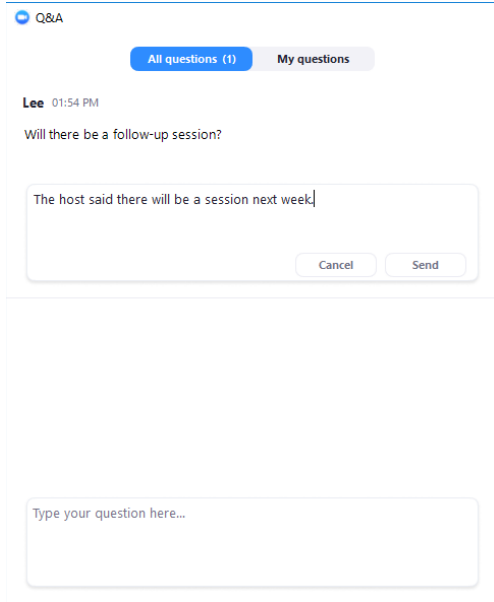 Q&A
All questions (1) My questions
Lee 01:54 PM
Will there be a follow-up session?
The host said there will be a session next week.
Cancel Send
Type your question here...